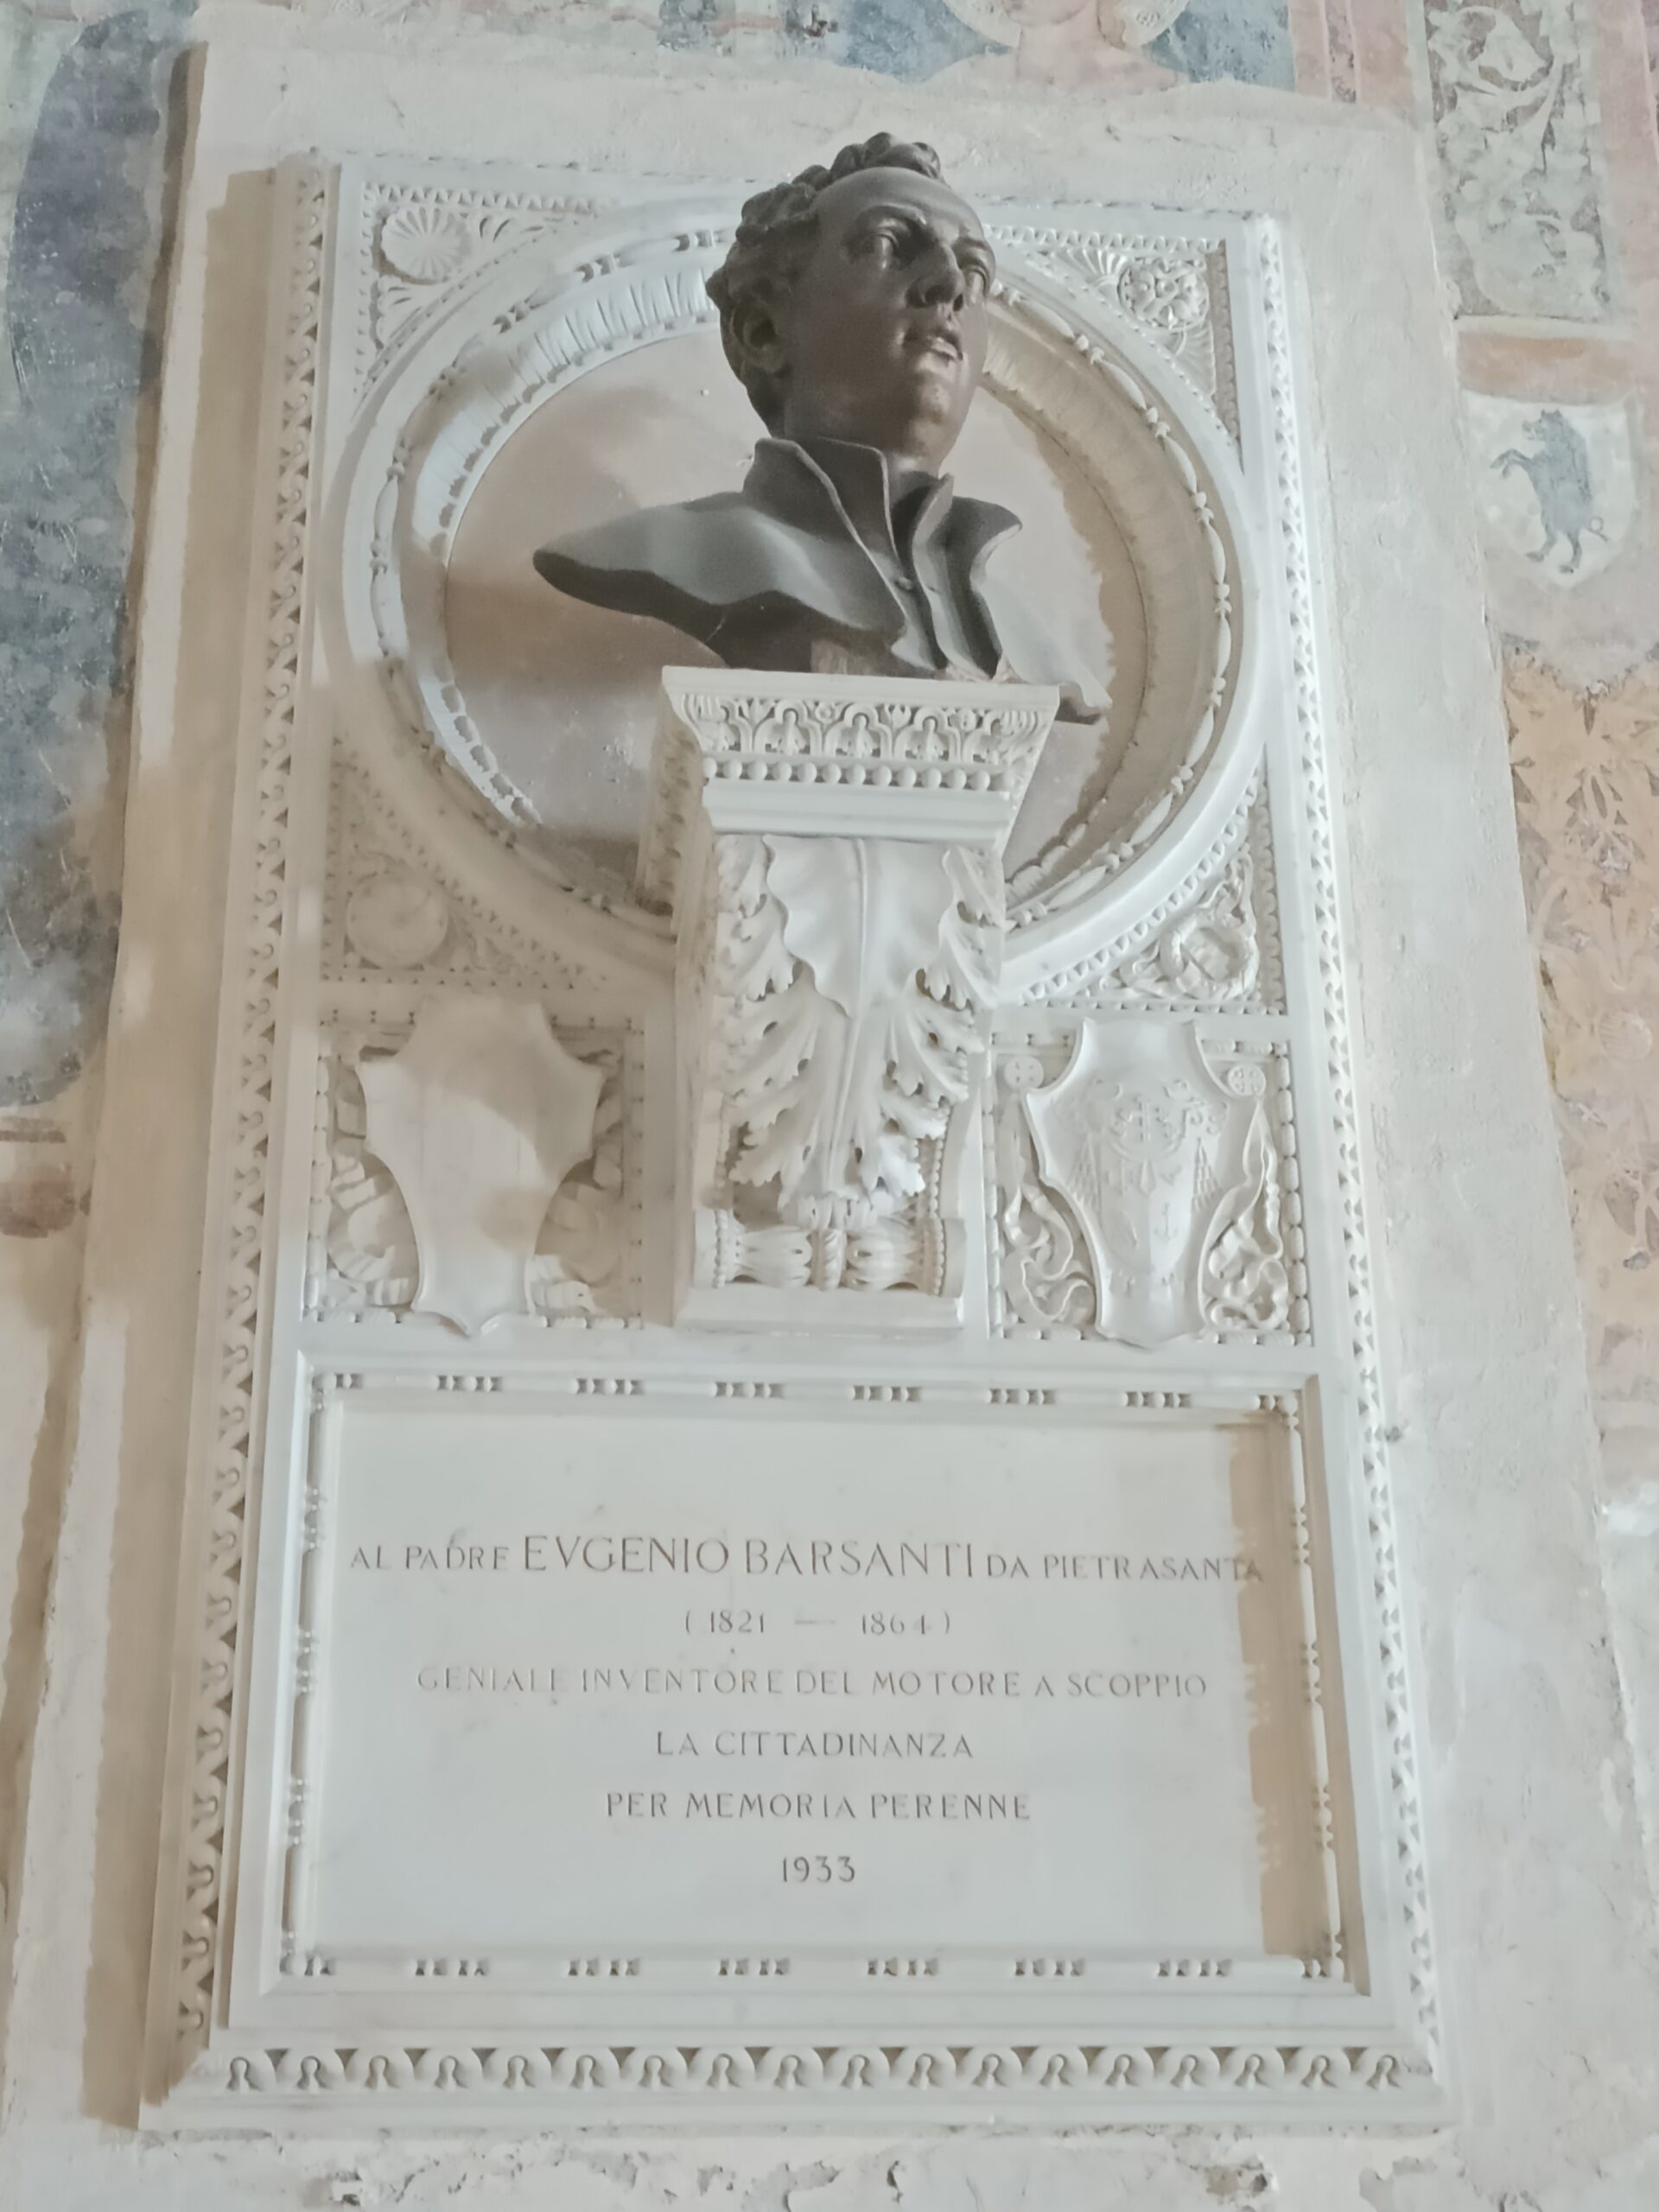 AL PADRE EVGENIO BARSANTI DA PIETRASANTA
(1821 — 1864)
GENIALE INVENTORE DEL MOTORE A SCOPPIO
LA CITTADINANZA
PER MEMORIA PERENNE
1933